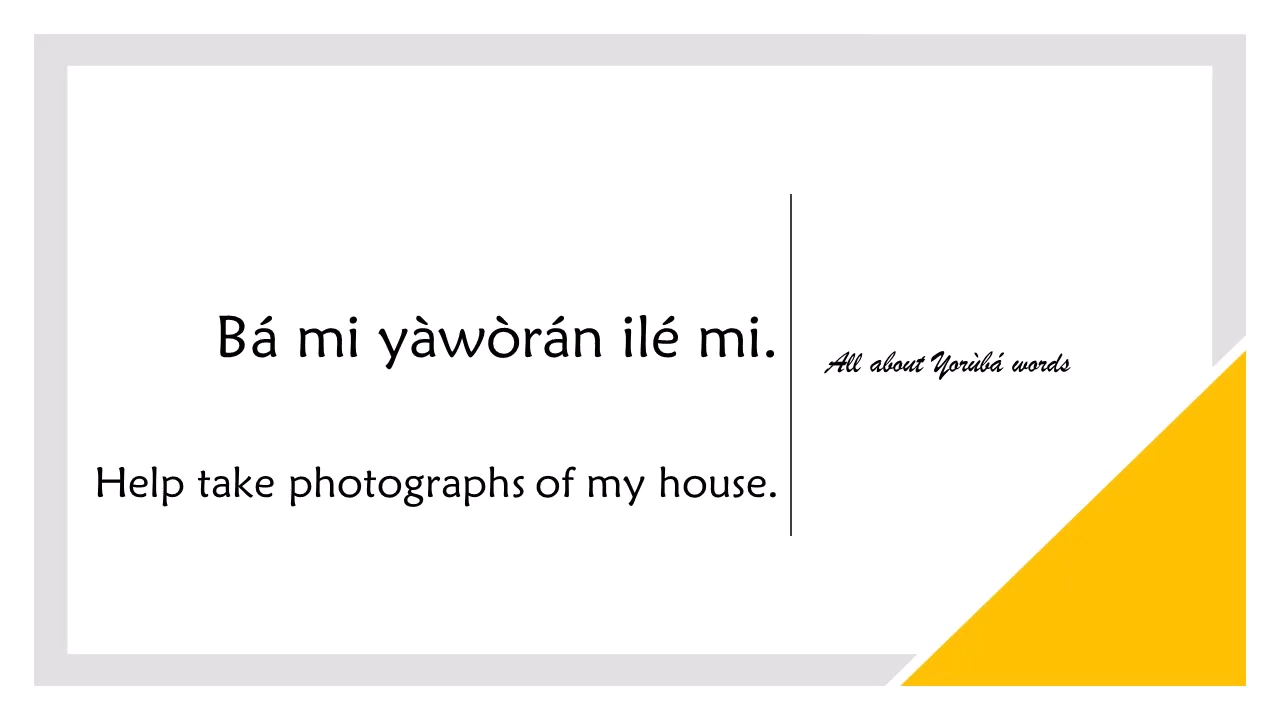 Bá mi yàwòrán ilé mi.
Help take photographs of my house.
All about Yorùbá words